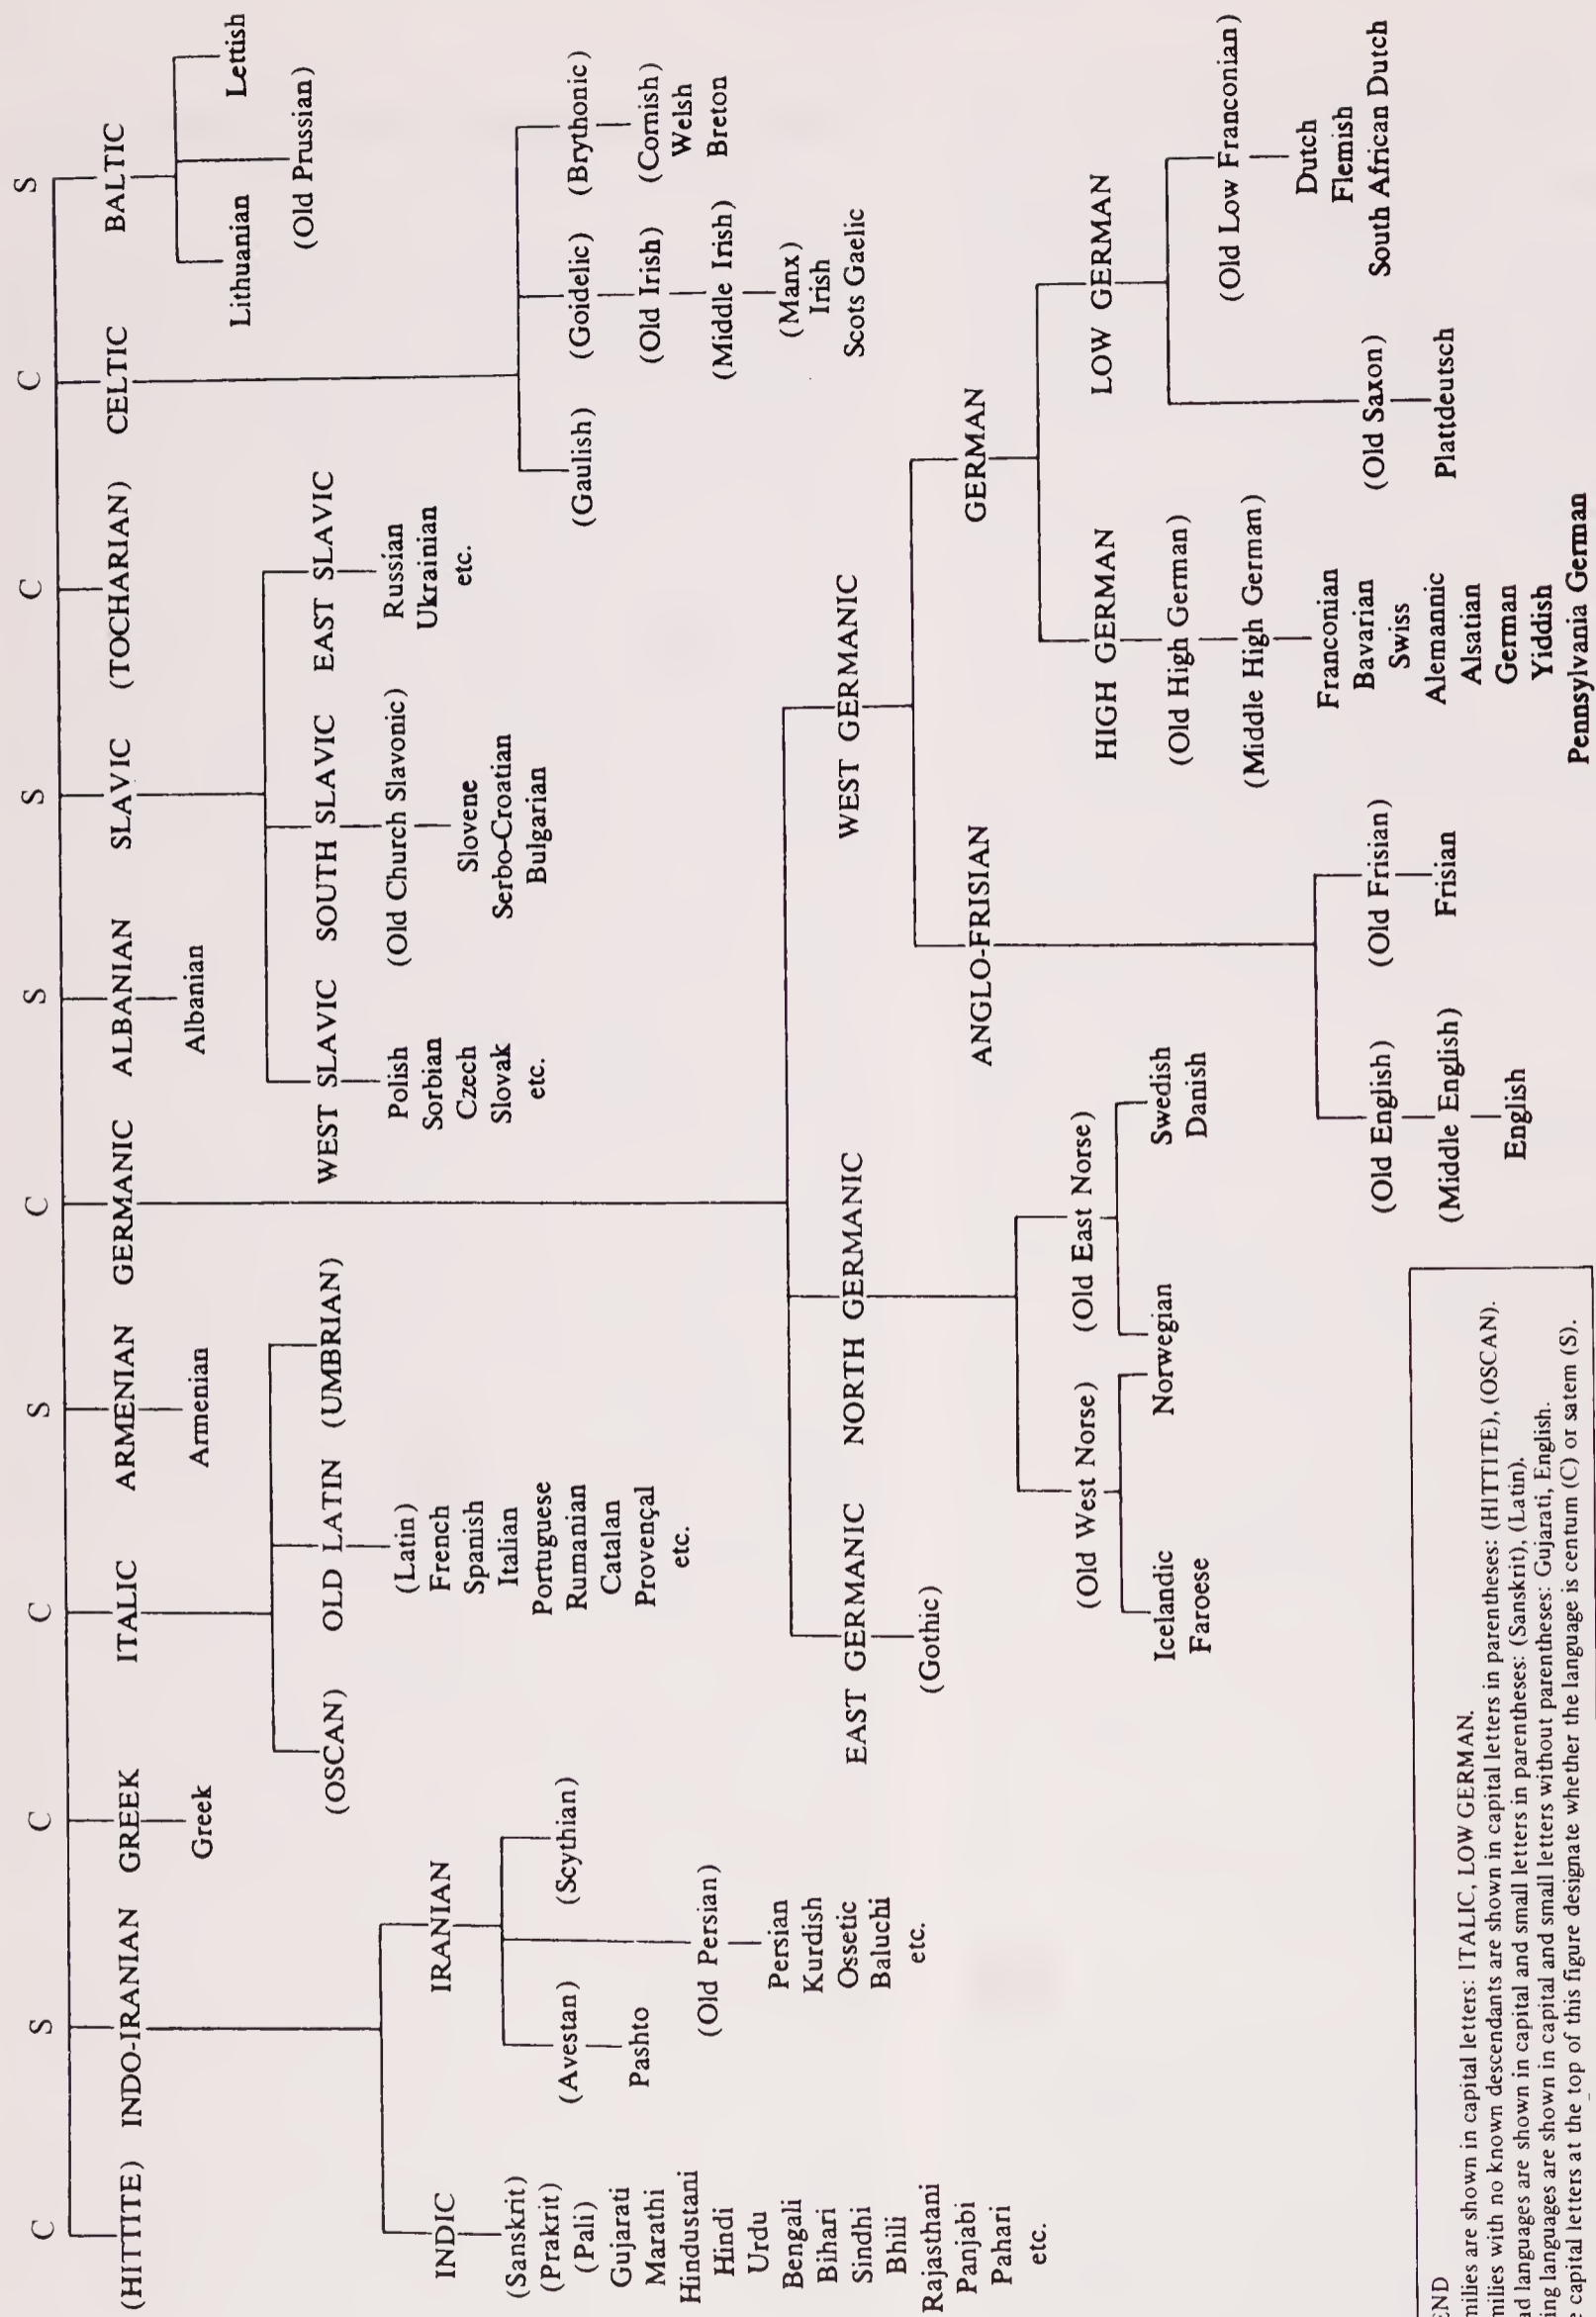 C S C C S C S S C C S
(HITTITE) INDO-IRANIAN GREEK ITALIC ARMENIAN GERMANIC ALBANIAN SLAVIC (TOCHARIAN) CELTIC BALTIC
Greek
Armenian
Albanian
Lithuanian
Lettish
(Old Prussian)
(OSCAN) OLD LATIN (UMBRIAN)
(Latin)
French
Spanish
Italian
Portuguese
Rumanian
Catalan
Provençal
etc.
WEST SLAVIC SOUTH SLAVIC EAST SLAVIC
Polish
Sorbian
Czech
Slovak
etc.
(Old Church Slavonic)
Slovene
Serbo-Croatian
Bulgarian
Russian
Ukrainian
etc.
(Gaulish) (Goidelic) (Brythonic)
(Old Irish)
(Middle Irish)
(Manx)
Irish
Scots Gaelic
(Cornish)
Welsh
Breton
INDIC IRANIAN
(Sanskrit)
(Prakrit)
(Pali)
Gujarati
Marathi
Hindustani
Hindi
Urdu
Bengali
Bihari
Sindhi
Bhili
Rajasthani
Panjabi
Pahari
etc.
(Avestan) (Scythian)
Pashto
(Old Persian)
Persian
Kurdish
Ossetic
Baluchi
etc.
EAST GERMANIC NORTH GERMANIC WEST GERMANIC
(Gothic)
(Old West Norse) (Old East Norse)
Icelandic
Faroese
Norwegian
Swedish
Danish
ANGLO-FRISIAN GERMAN
(Old English) (Old Frisian)
(Middle English)
English
Frisian
HIGH GERMAN LOW GERMAN
(Old High German)
(Middle High German)
Franconian
Bavarian
Swiss
Alemannic
Alsatian
German
Yiddish
Pennsylvania German
(Old Saxon)
Plattdeutsch
(Old Low Franconian)
Dutch
Flemish
South African Dutch
END
milies are shown in capital letters: ITALIC, LOW GERMAN.
milies with no known descendants are shown in capital letters in parentheses: (HITTITE), (OSCAN).
ad languages are shown in capital and small letters in parentheses: (Sanskrit), (Latin).
ing languages are shown in capital and small letters without parentheses: Gujarati, English.
capital letters at the top of this figure designate whether the language is centum (C) or satem (S).